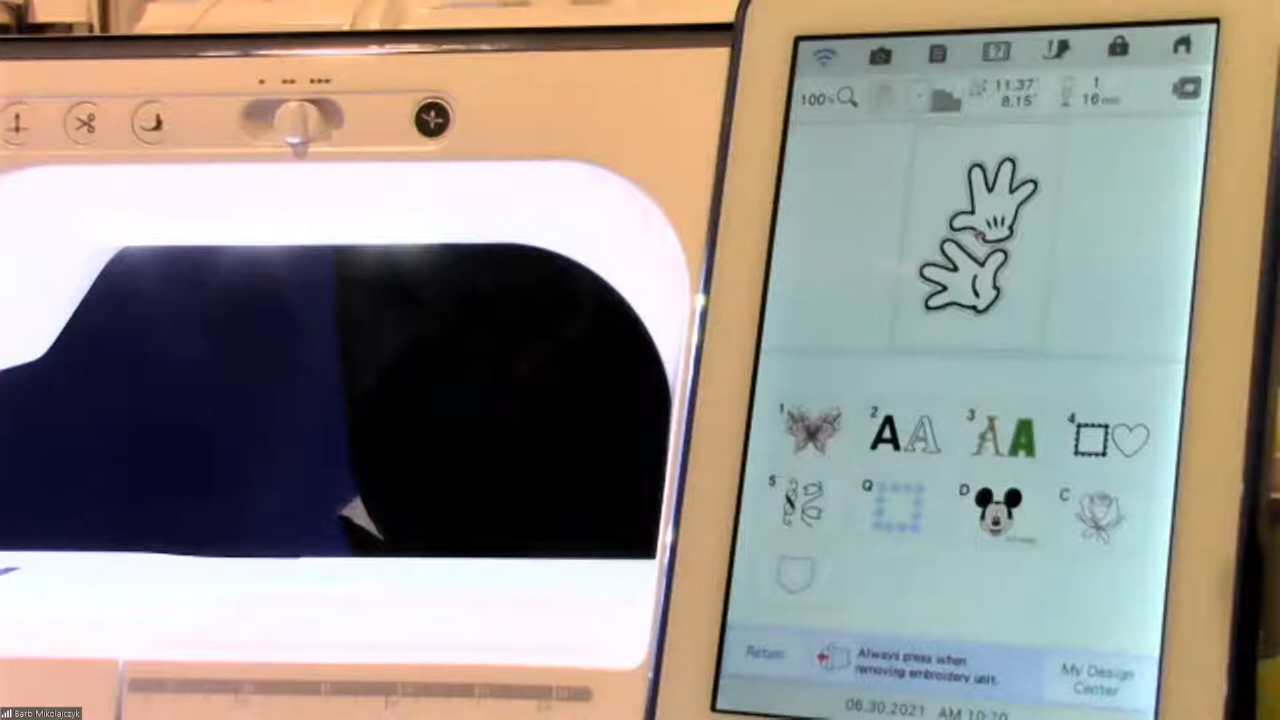 100%
11.37"
8.15"
1
16 min
1
2 A A
3 A A
4
5
Q
D
C
Return
Always press when
removing embroidery unit.
My Design
Center
06.30.2021 AM 10:20
Barb Mikolajczyk